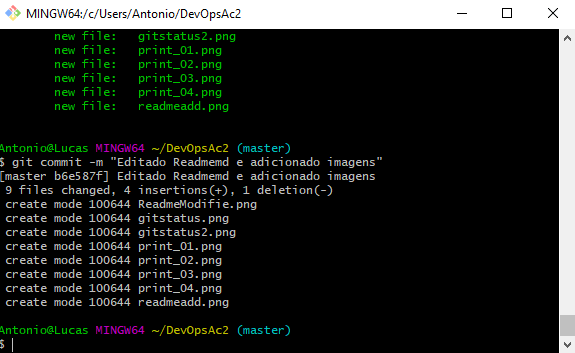 MINGW64:/c/Users/Antonio/DevOpsAc2
new file:   gitstatus2.png
new file:   print_01.png
new file:   print_02.png
new file:   print_03.png
new file:   print_04.png
new file:   readmeadd.png
Antonio@Lucas MINGW64 ~/DevOpsAc2 (master)
$ git commit -m "Editado Readmemd e adicionado imagens"
[master b6e587f] Editado Readmemd e adicionado imagens
 9 files changed, 4 insertions(+), 1 deletion(-)
 create mode 100644 ReadmeModifie.png
 create mode 100644 gitstatus.png
 create mode 100644 gitstatus2.png
 create mode 100644 print_01.png
 create mode 100644 print_02.png
 create mode 100644 print_03.png
 create mode 100644 print_04.png
 create mode 100644 readmeadd.png
Antonio@Lucas MINGW64 ~/DevOpsAc2 (master)
$